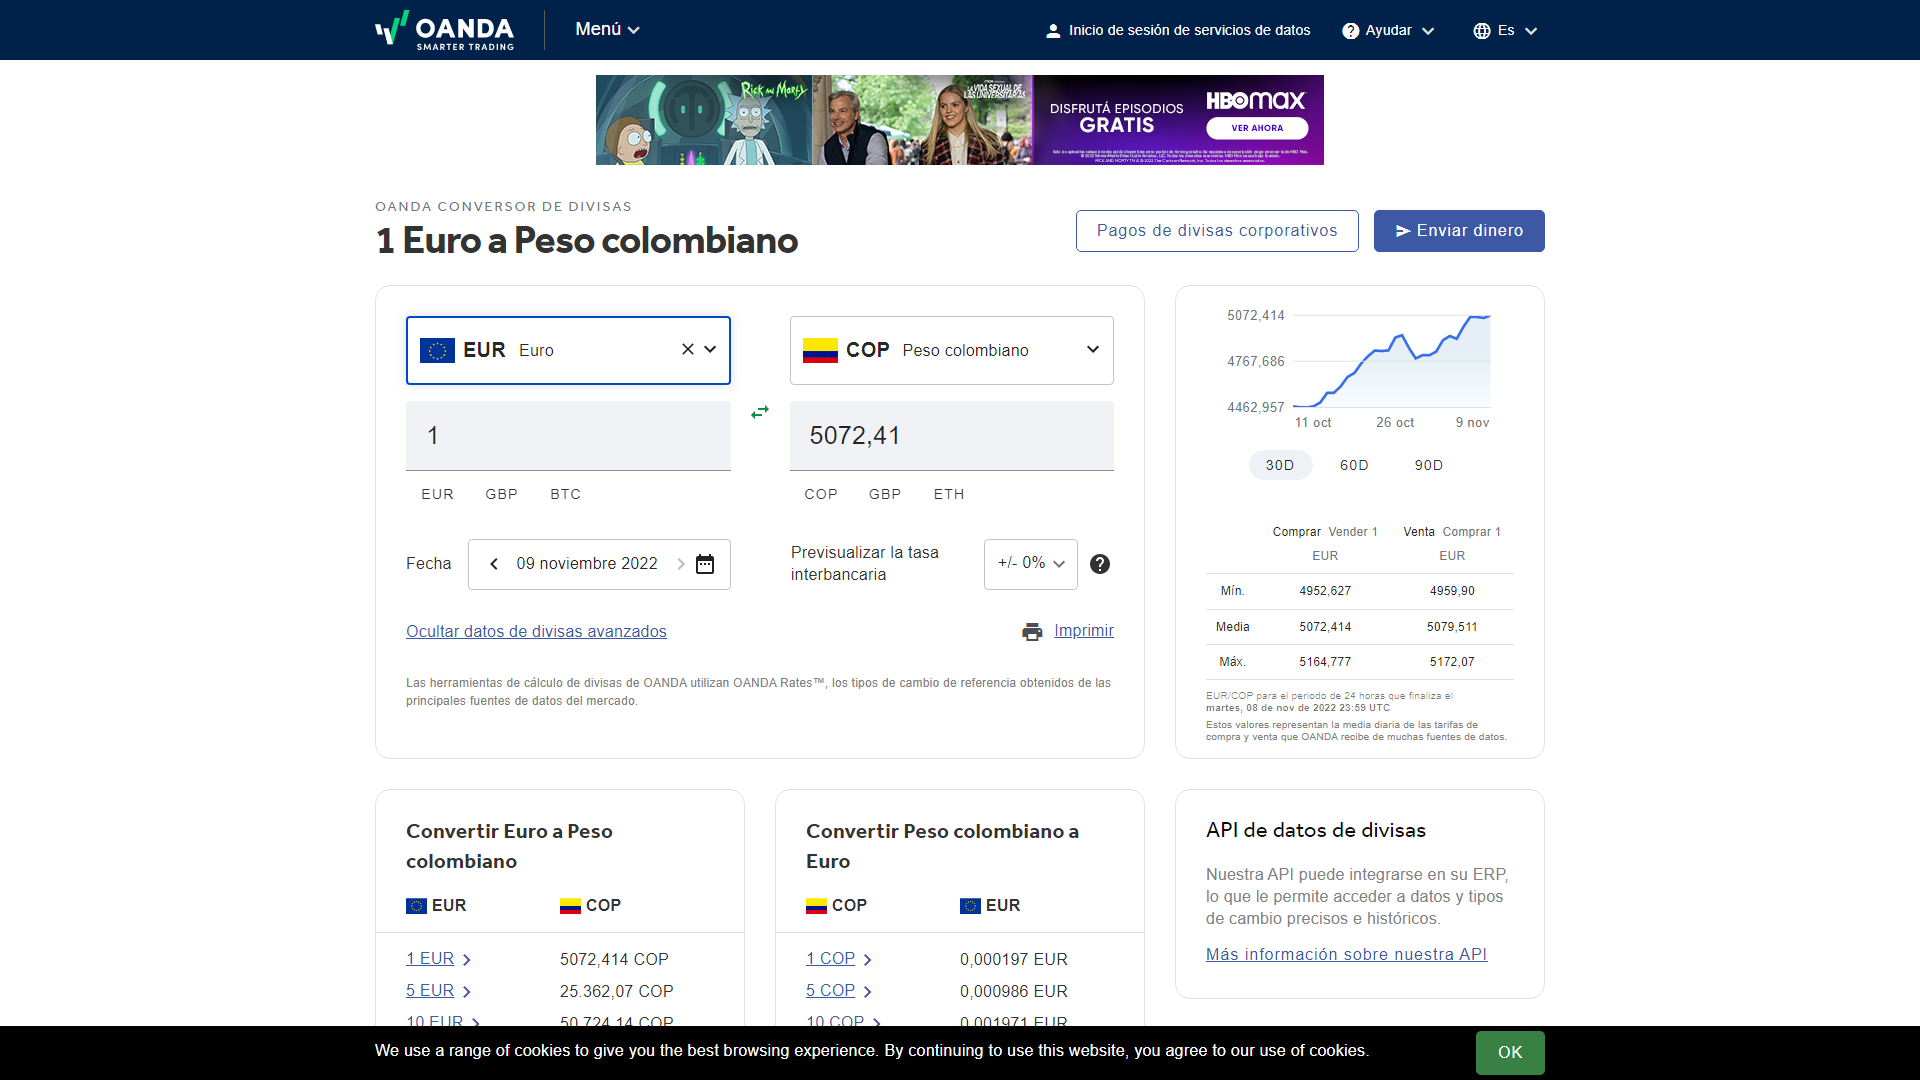 OANDA
SMARTER TRADING
Menú
Inicio de sesión de servicios de datos
Ayudar
Es
Rick and Morty
LA VIDA SEXUAL DE
LAS UNIVERSITARIAS
DISFRUTÁ EPISODIOS
GRATIS
HBOmax
VER AHORA
OANDA CONVERSOR DE DIVISAS
1 Euro a Peso colombiano
Pagos de divisas corporativos
Enviar dinero
EUR Euro
COP Peso colombiano
1
5072,41
EUR GBP BTC
COP GBP ETH
Fecha
09 noviembre 2022
Previsualizar la tasa
interbancaria
+/- 0%
?
Ocultar datos de divisas avanzados
Imprimir
Las herramientas de cálculo de divisas de OANDA utilizan OANDA Rates™, los tipos de cambio de referencia obtenidos de las
principales fuentes de datos del mercado.
5072,414
4767,686
4462,957
11 oct 26 oct 9 nov
30D 60D 90D
Comprar Vender 1 Venta Comprar 1
EUR EUR
Mín. 4952,627 4959,90
Media 5072,414 5079,511
Máx. 5164,777 5172,07
EUR/COP para el periodo de 24 horas que finaliza el
martes, 08 de nov de 2022 23:59 UTC
Estos valores representan la media diaria de las tarifas de
compra y venta que OANDA recibe de muchas fuentes de datos.
Convertir Euro a Peso
colombiano
EUR COP
1 EUR 5072,414 COP
5 EUR 25.362,07 COP
10 EUR 50.724,14 COP
Convertir Peso colombiano a
Euro
COP EUR
1 COP 0,000197 EUR
5 COP 0,000986 EUR
10 COP 0,001971 EUR
API de datos de divisas
Nuestra API puede integrarse en su ERP,
lo que le permite acceder a datos y tipos
de cambio precisos e históricos.
Más información sobre nuestra API
We use a range of cookies to give you the best browsing experience. By continuing to use this website, you agree to our use of cookies.
OK